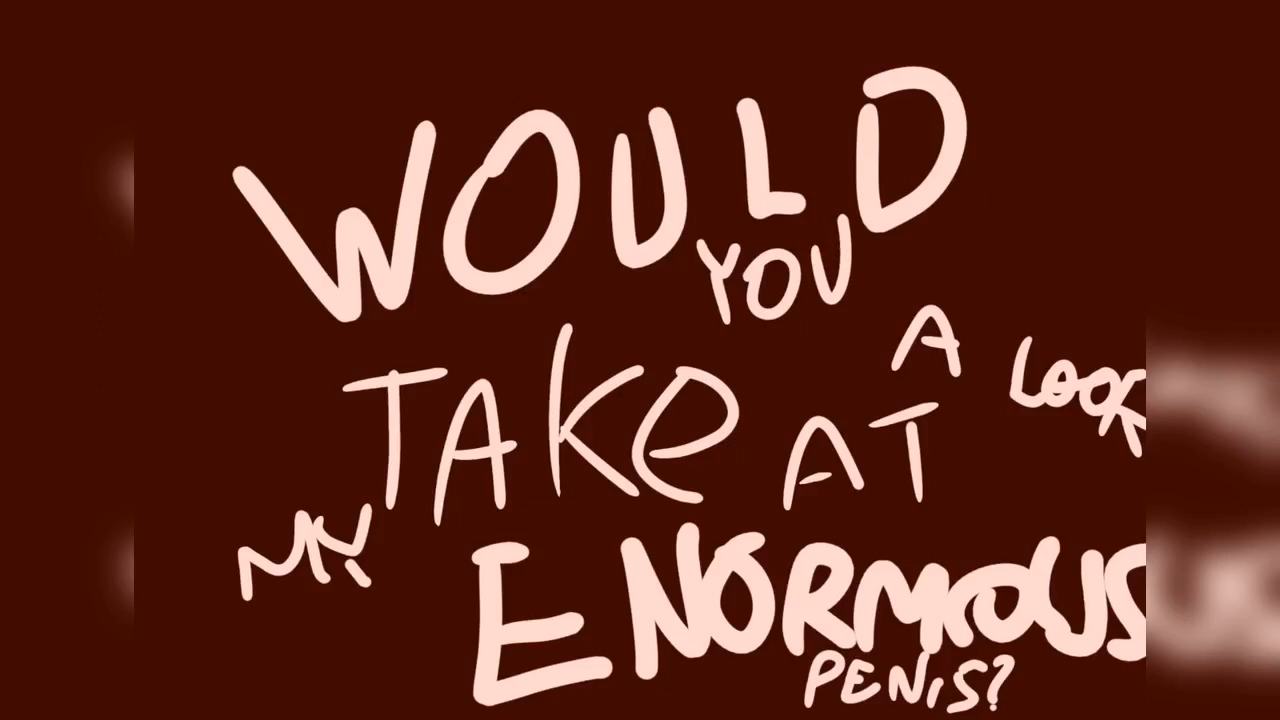 WOULD
YOU
TAKE A LOOK
AT
MY ENORMOUS
PENIS?